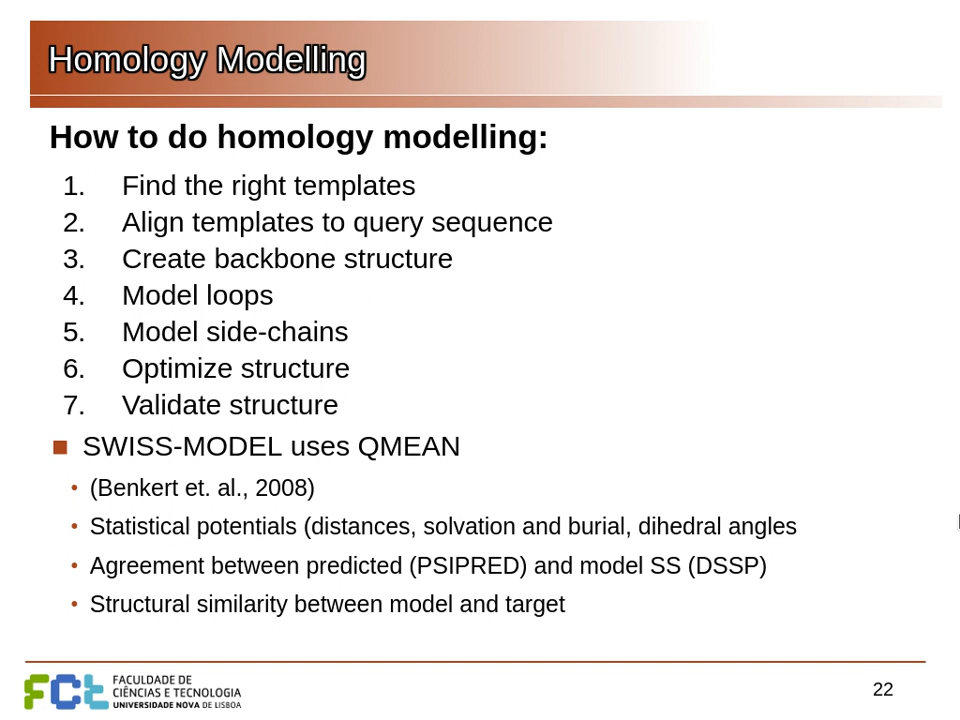 Homology Modelling
How to do homology modelling:
1. Find the right templates
2. Align templates to query sequence
3. Create backbone structure
4. Model loops
5. Model side-chains
6. Optimize structure
7. Validate structure
■ SWISS-MODEL uses QMEAN
• (Benkert et. al., 2008)
• Statistical potentials (distances, solvation and burial, dihedral angles
• Agreement between predicted (PSIPRED) and model SS (DSSP)
• Structural similarity between model and target
FCt FACULDADE DE
CIÊNCIAS E TECNOLOGIA
UNIVERSIDADE NOVA DE LISBOA
22